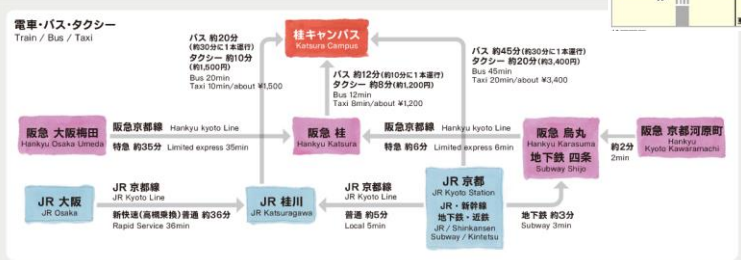 電車・バス・タクシー
Train / Bus / Taxi
バス 約20分
(約30分に1本運行)
タクシー 約10分
(約1,500円)
Bus 20min
Taxi 10min/about ¥1,500
桂キャンパス
Katsura Campus
バス 約12分(約10分に1本運行)
タクシー 約8分(約1,200円)
Bus 12min
Taxi 8min/about ¥1,200
バス 約45分(約30分に1本運行)
タクシー 約20分(約3,400円)
Bus 45min
Taxi 20min/about ¥3,400
阪急 大阪梅田
Hankyu Osaka Umeda
阪急京都線 Hankyu kyoto Line
特急 約35分 Limited express 35min
阪急 桂
Hankyu Katsura
阪急京都線 Hankyu kyoto Line
特急 約6分 Limited express 6min
阪急 烏丸
Hankyu Karasuma
地下鉄 四条
Subway Shijo
約2分
2min
阪急 京都河原町
Hankyu
Kyoto Kawaramachi
JR 大阪
JR Osaka
JR 京都線
JR Kyoto Line
新快速(高槻乗換)普通 約36分
Rapid Service 36min
JR 桂川
JR Katsuragawa
JR 京都線
JR Kyoto Line
普通 約5分
Local 5min
JR 京都
JR Kyoto Station
JR・新幹線
地下鉄・近鉄
JR / Shinkansen
Subway / Kintetsu
地下鉄 約3分
Subway 3min